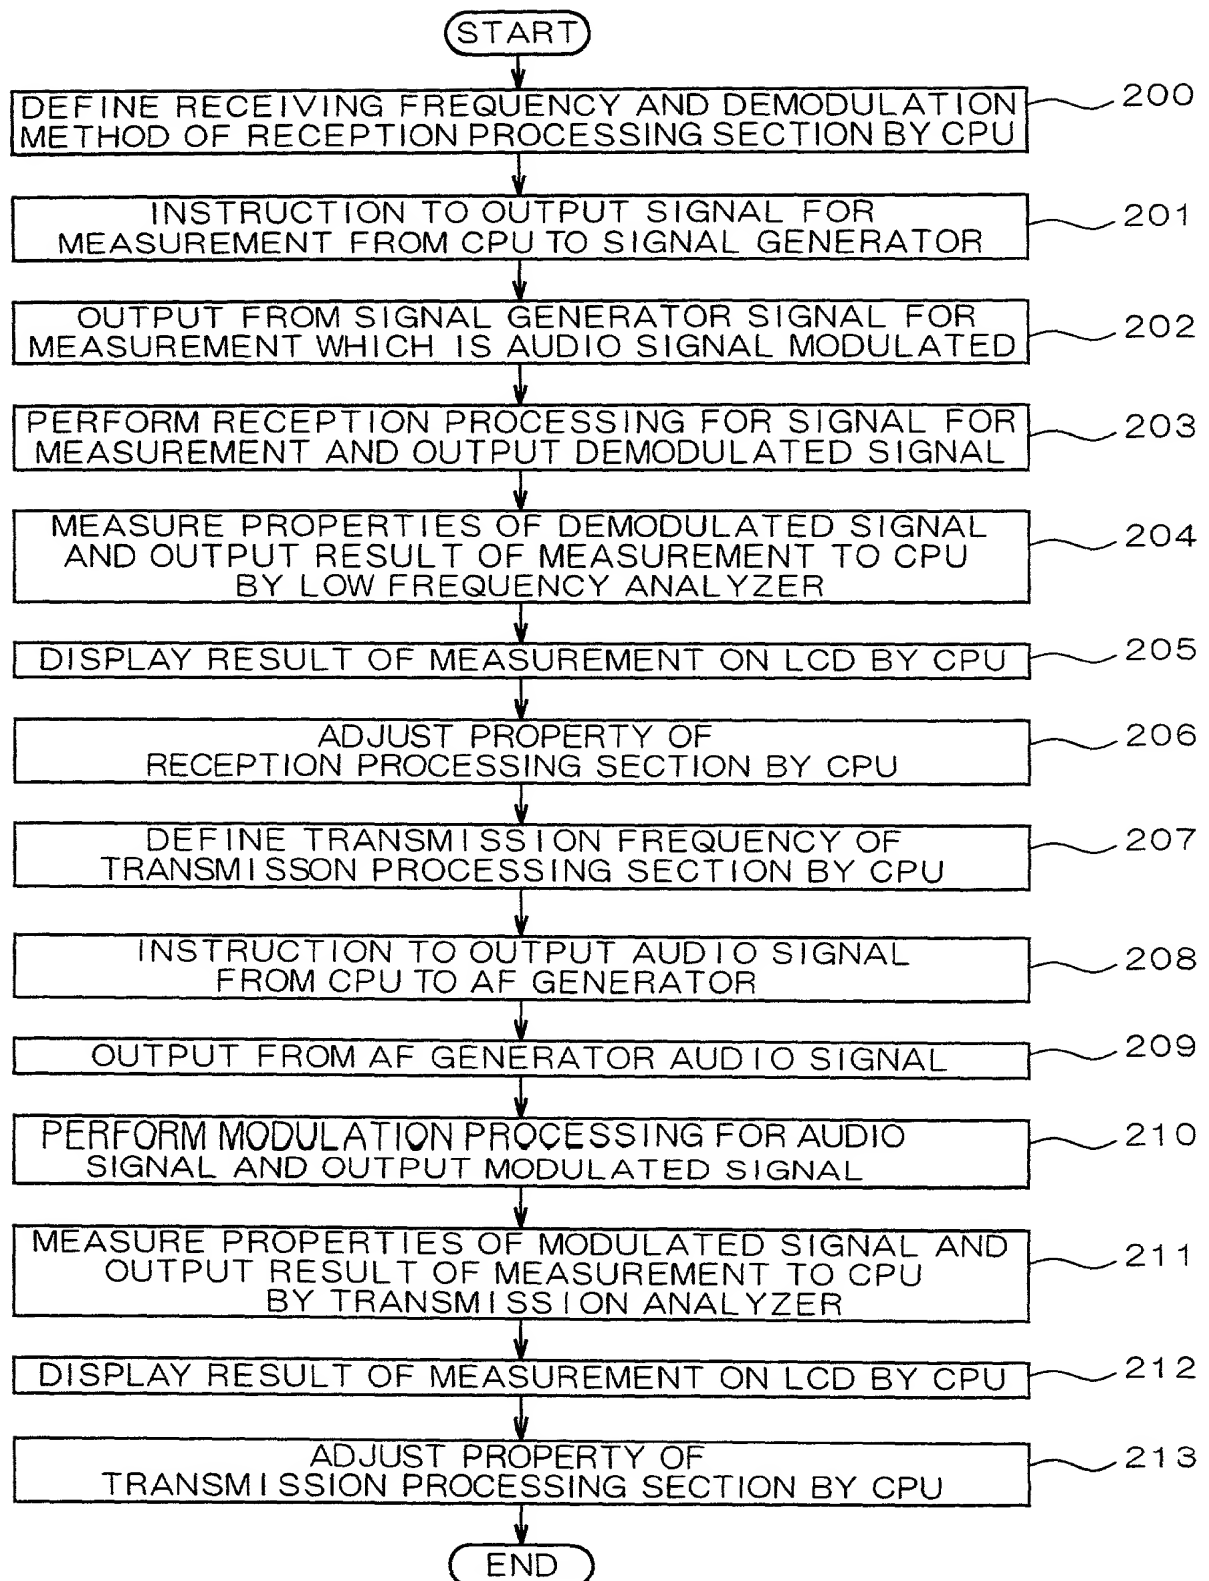 START
DEFINE RECEIVING FREQUENCY AND DEMODULATION
METHOD OF RECEPTION PROCESSING SECTION BY CPU
200
INSTRUCTION TO OUTPUT SIGNAL FOR
MEASUREMENT FROM CPU TO SIGNAL GENERATOR
201
OUTPUT FROM SIGNAL GENERATOR SIGNAL FOR
MEASUREMENT WHICH IS AUDIO SIGNAL MODULATED
202
PERFORM RECEPTION PROCESSING FOR SIGNAL FOR
MEASUREMENT AND OUTPUT DEMODULATED SIGNAL
203
MEASURE PROPERTIES OF DEMODULATED SIGNAL
AND OUTPUT RESULT OF MEASUREMENT TO CPU
BY LOW FREQUENCY ANALYZER
204
DISPLAY RESULT OF MEASUREMENT ON LCD BY CPU
205
ADJUST PROPERTY OF
RECEPTION PROCESSING SECTION BY CPU
206
DEFINE TRANSMISSION FREQUENCY OF
TRANSMISSON PROCESSING SECTION BY CPU
207
INSTRUCTION TO OUTPUT AUDIO SIGNAL
FROM CPU TO AF GENERATOR
208
OUTPUT FROM AF GENERATOR AUDIO SIGNAL
209
PERFORM MODULATION PROCESSING FOR AUDIO
SIGNAL AND OUTPUT MODULATED SIGNAL
210
MEASURE PROPERTIES OF MODULATED SIGNAL AND
OUTPUT RESULT OF MEASUREMENT TO CPU
BY TRANSMISSION ANALYZER
211
DISPLAY RESULT OF MEASUREMENT ON LCD BY CPU
212
ADJUST PROPERTY OF
TRANSMISSION PROCESSING SECTION BY CPU
213
END